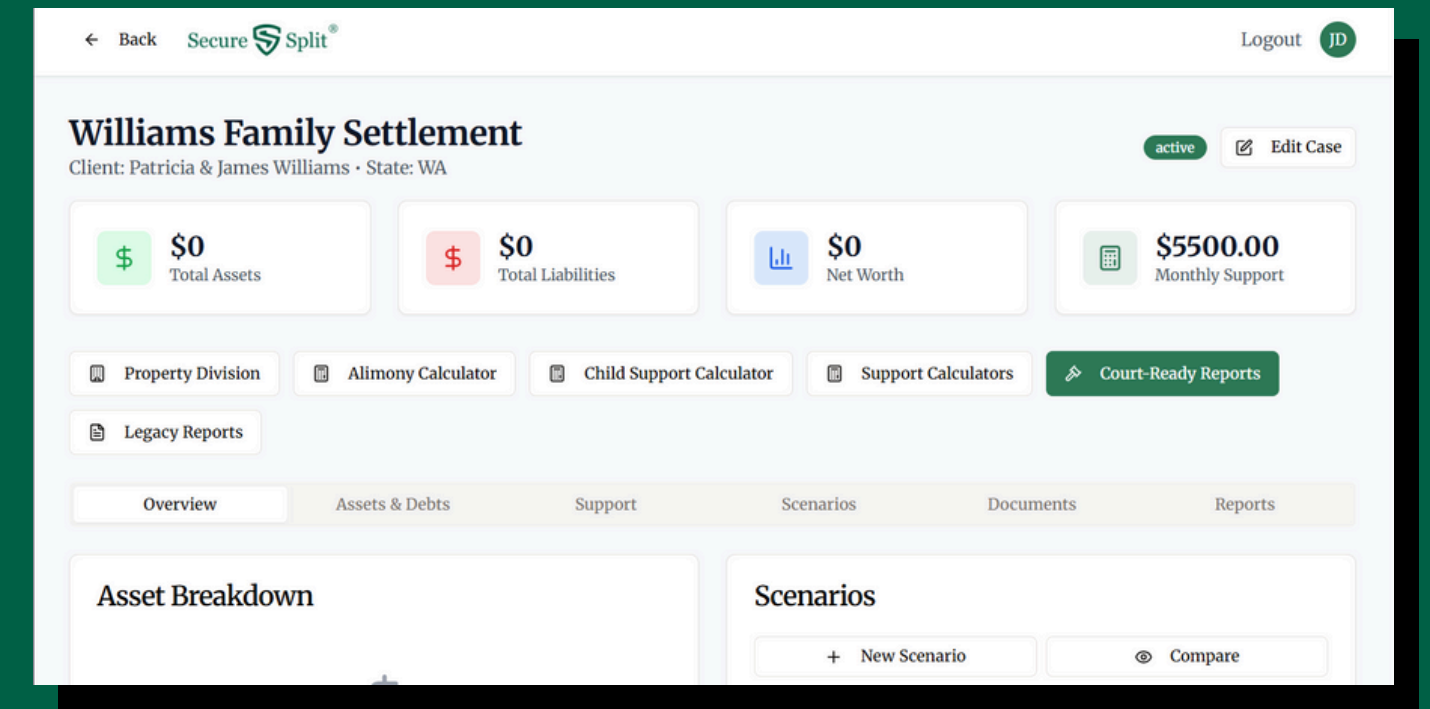 Back Secure Split® Logout JD
Williams Family Settlement
active Edit Case
Client: Patricia & James Williams • State: WA
$0 $0 $0 $5500.00
Total Assets Total Liabilities Net Worth Monthly Support
Property Division Alimony Calculator Child Support Calculator Support Calculators Court-Ready Reports
Legacy Reports
Overview Assets & Debts Support Scenarios Documents Reports
Asset Breakdown Scenarios
New Scenario Compare